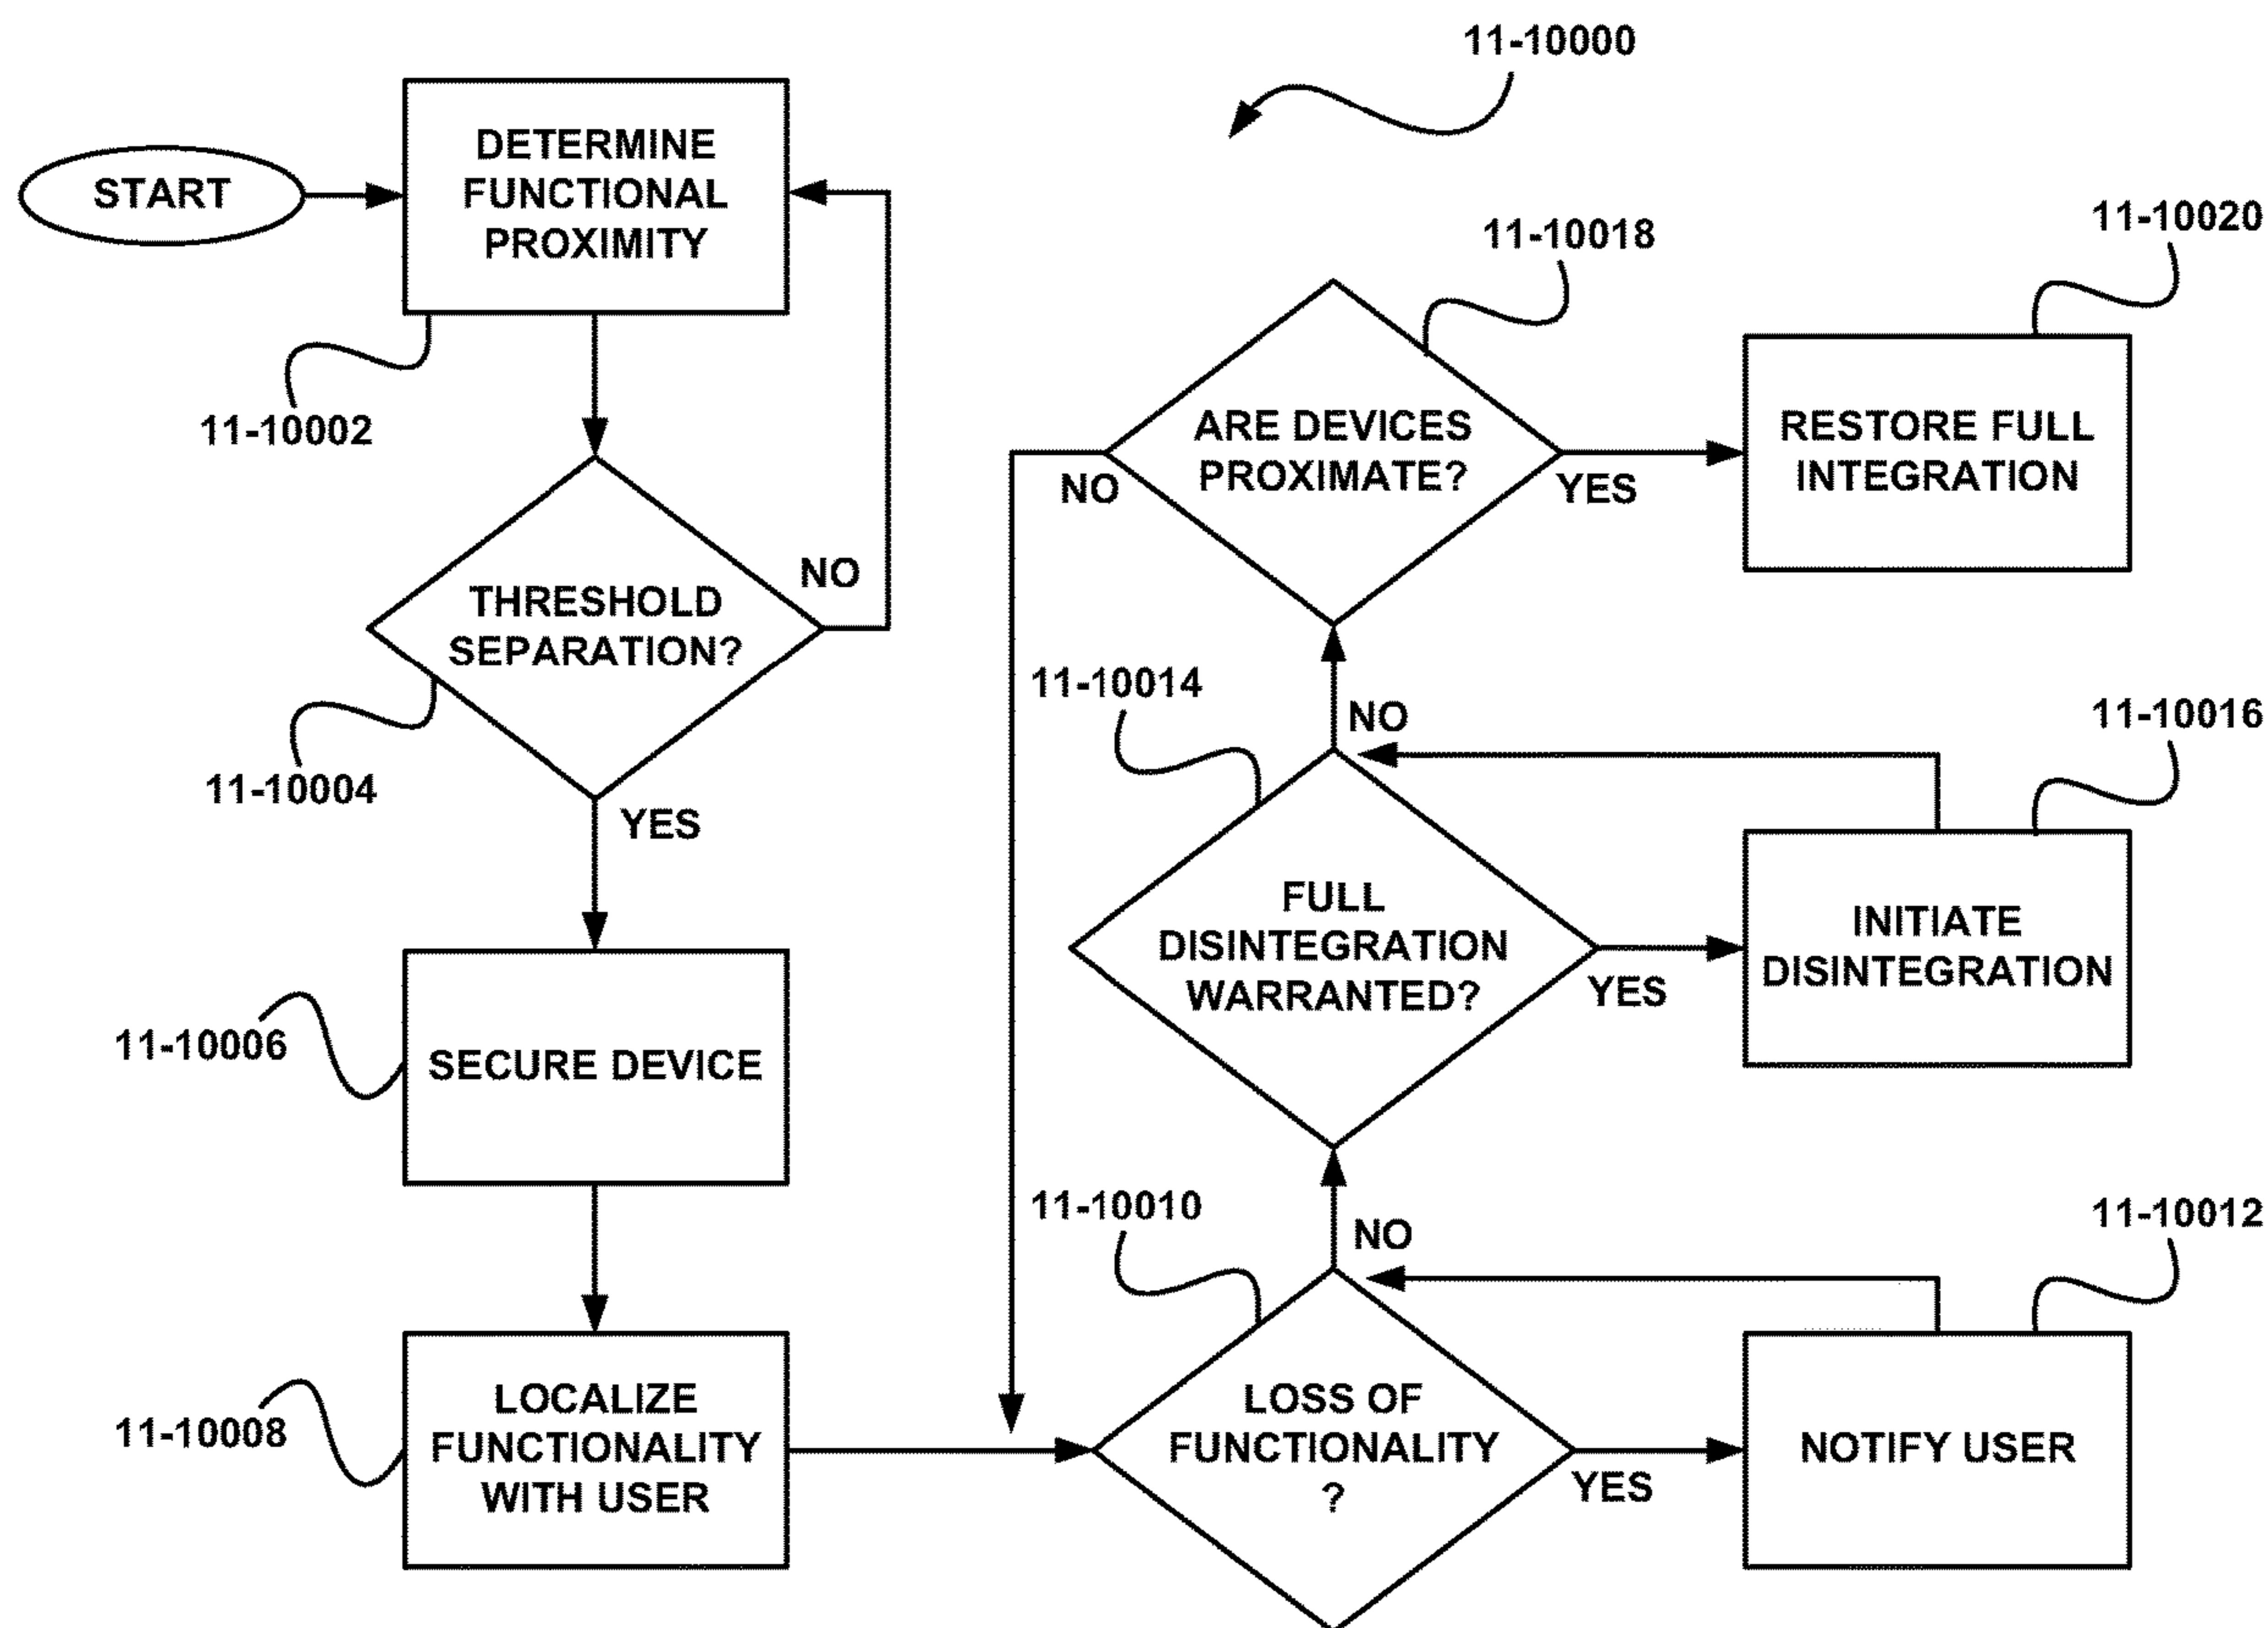 11-10000
START
DETERMINE
FUNCTIONAL
PROXIMITY
11-10002
THRESHOLD
SEPARATION?
NO
11-10004
YES
SECURE DEVICE
11-10006
LOCALIZE
FUNCTIONALITY
WITH USER
11-10008
11-10018
11-10020
ARE DEVICES
PROXIMATE?
NO
YES
RESTORE FULL
INTEGRATION
11-10014
NO
11-10016
FULL
DISINTEGRATION
WARRANTED?
YES
INITIATE
DISINTEGRATION
11-10010
NO
11-10012
LOSS OF
FUNCTIONALITY
?
YES
NOTIFY USER